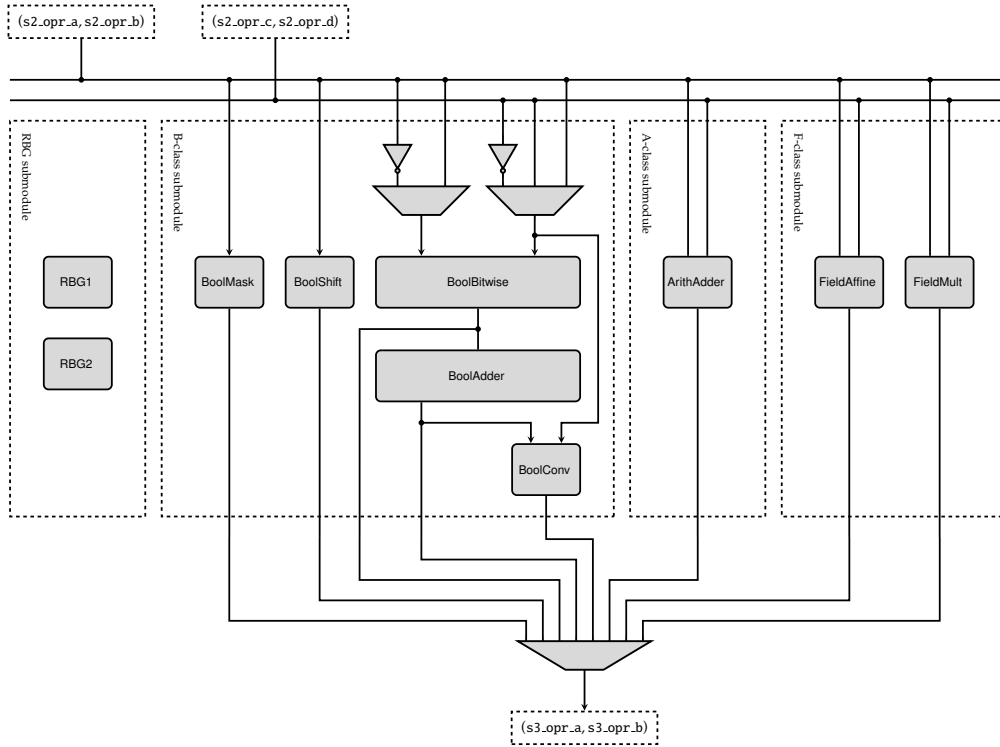 (s2_opr_a, s2_opr_b)
(s2_opr_c, s2_opr_d)
RBG submodule
B-class submodule
A-class submodule
F-class submodule
RBG1
BoolMask
BoolShift
BoolBitwise
ArithAdder
FieldAffine
FieldMult
RBG2
BoolAdder
BoolConv
(s3_opr_a, s3_opr_b)